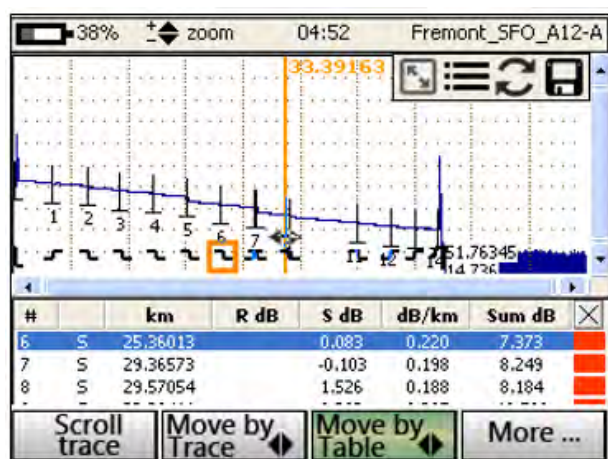 38% +- zoom 04:52 Fremont_SFO_A12-A
33.39163
1 2 3 4 5 6 7 11 12 14
51.76345
14.736
# km R dB S dB dB/km Sum dB
6 S 25.36013 0.083 0.220 7.373
7 S 29.36573 -0.103 0.198 8.249
8 S 29.57054 1.526 0.188 8.184
Scroll trace
Move by Trace
Move by Table
More ...